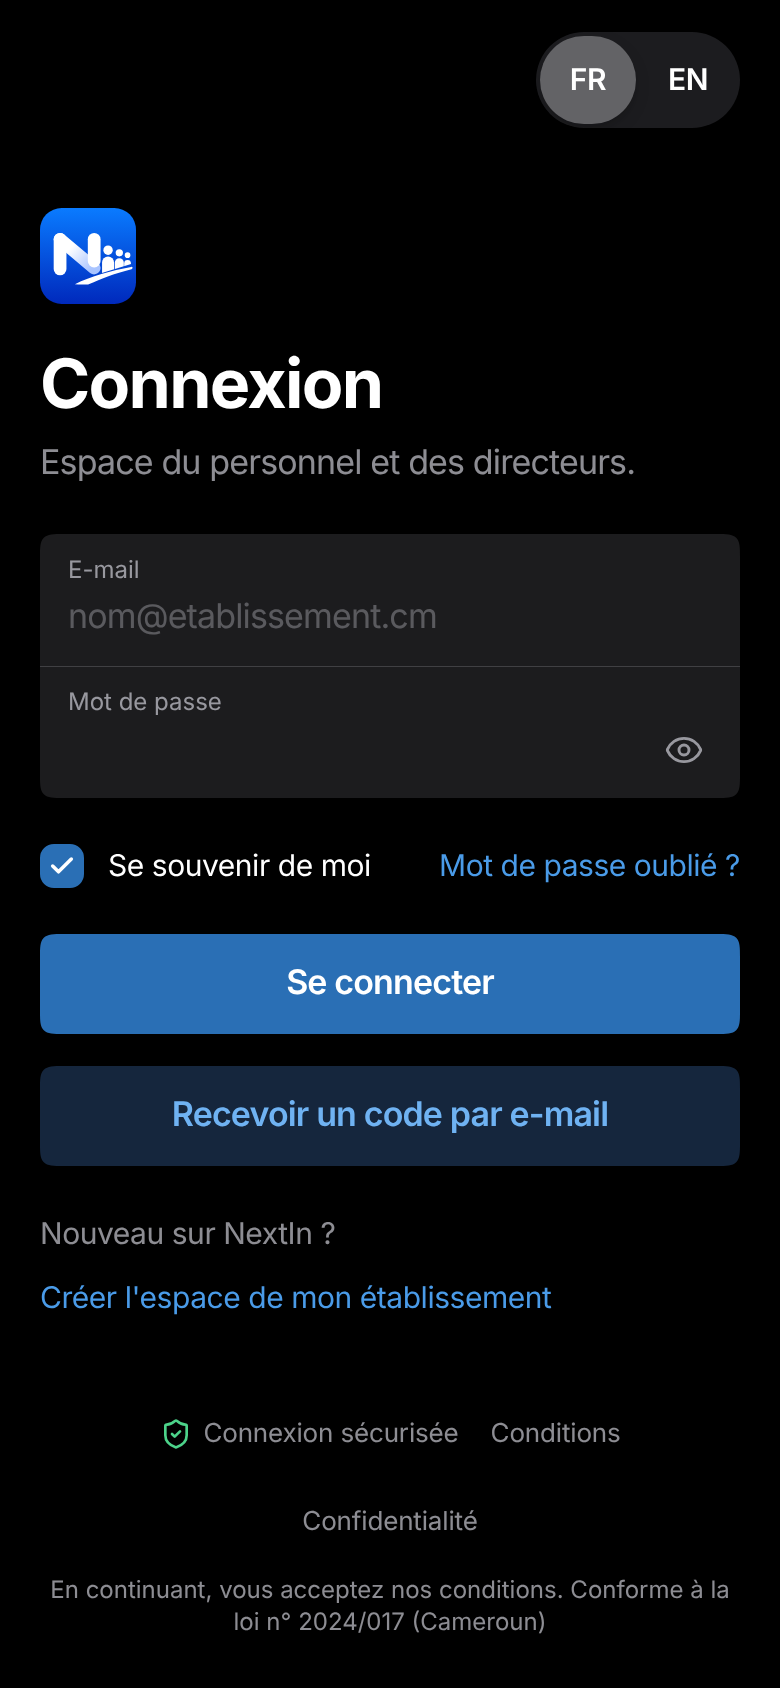 FR EN
Connexion
Espace du personnel et des directeurs.
E-mail
nom@etablissement.cm
Mot de passe
Se souvenir de moi
Mot de passe oublié ?
Se connecter
Recevoir un code par e-mail
Nouveau sur NextIn ?
Créer l'espace de mon établissement
Connexion sécurisée Conditions
Confidentialité
En continuant, vous acceptez nos conditions. Conforme à la
loi n° 2024/017 (Cameroun)